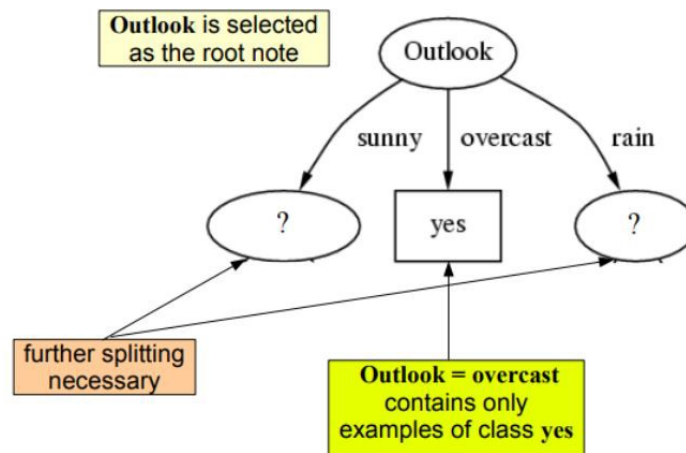 Outlook is selected
as the root note
Outlook
sunny
overcast
rain
?
yes
?
further splitting
necessary
Outlook = overcast
contains only
examples of class yes